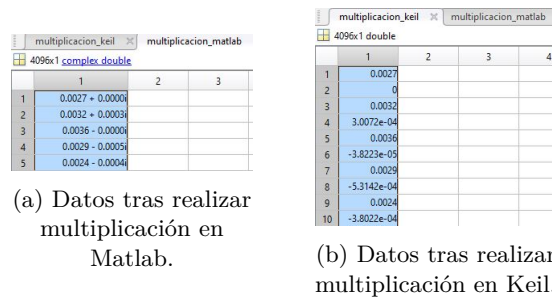 multiplicacion_keil × multiplicacion_matlab
4096x1 complex double
1 2 3
1 0.0027 + 0.0000i
2 0.0032 + 0.0003i
3 0.0036 - 0.0000i
4 0.0029 - 0.0005i
5 0.0024 - 0.0004i
(a) Datos tras realizar
multiplicación en
Matlab.
multiplicacion_keil × multiplicacion_matlab
4096x1 double
1 2 3 4
1 0.0027
2 0
3 0.0032
4 3.0072e-04
5 0.0036
6 -3.8223e-05
7 0.0029
8 -5.3142e-04
9 0.0024
10 -3.8022e-04
(b) Datos tras realizar
multiplicación en Keil.